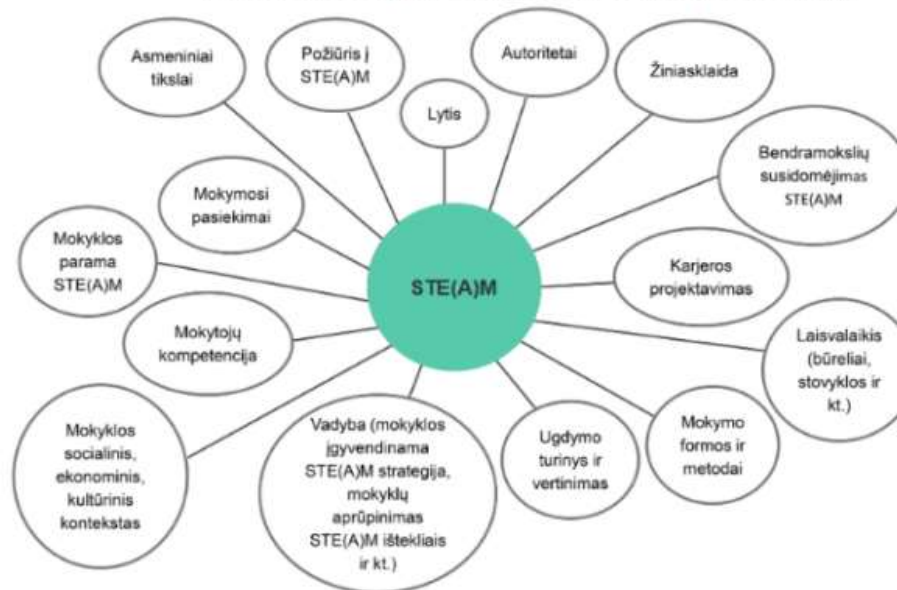 Asmeniniai
tikslai
Požiūris į
STE(A)M
Lytis
Autoritetai
Žiniasklaida
Bendramokslių
susidomėjimas
STE(A)M
Mokymosi
pasiekimai
Mokyklos
parama
STE(A)M
STE(A)M
Karjeros
projektavimas
Mokytojų
kompetencija
Laisvalaikis
(būreliai,
stovyklos ir
kt.)
Mokyklos
socialinis,
ekonominis,
kultūrinis
kontekstas
Vadyba (mokyklos
įgyvendinama
STE(A)M strategija,
mokyklų
aprūpinimas
STE(A)M ištekliais
ir kt.)
Ugdymo
turinys ir
vertinimas
Mokymo
formos ir
metodai